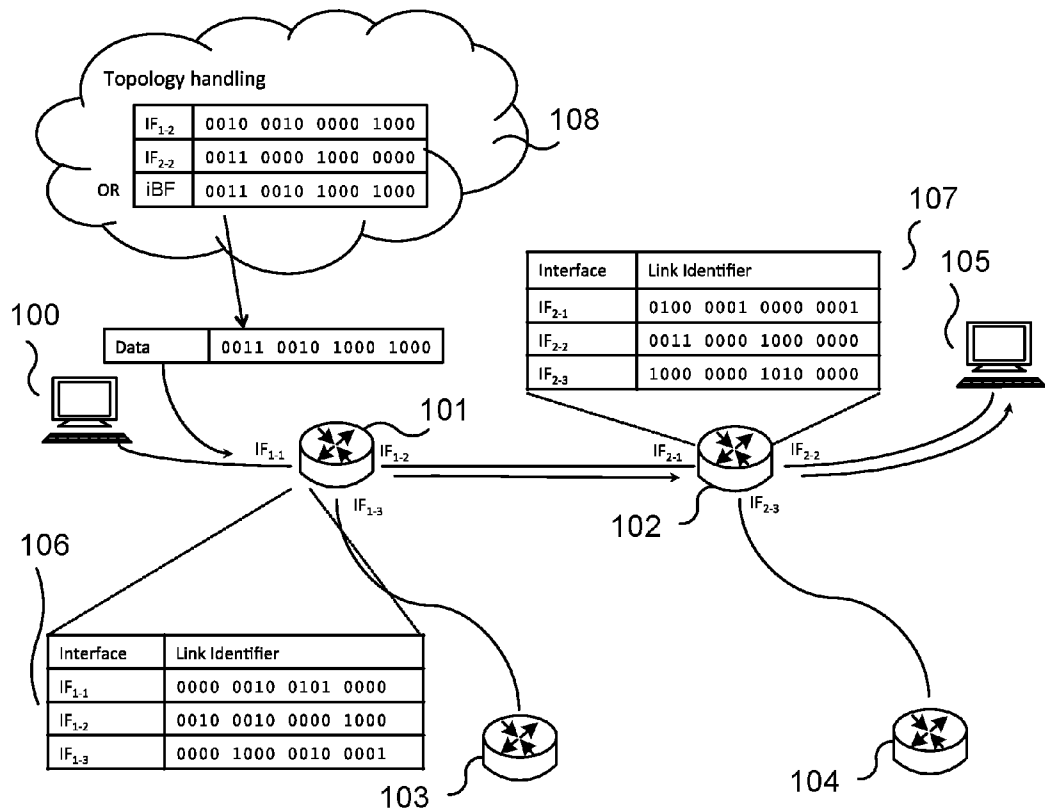 Topology handling
IF1-2 0010 0010 0000 1000
108
IF2-2 0011 0000 1000 0000
OR iBF 0011 0010 1000 1000
107
105
Interface Link Identifier
IF2-1 0100 0001 0000 0001
IF2-2 0011 0000 1000 0000
IF2-3 1000 0000 1010 0000
100
Data 0011 0010 1000 1000
101
IF1-1 IF1-2 IF2-1 IF2-2
IF1-3 IF2-3
102
106
Interface Link Identifier
IF1-1 0000 0010 0101 0000
IF1-2 0010 0010 0000 1000
IF1-3 0000 1000 0010 0001
103
104